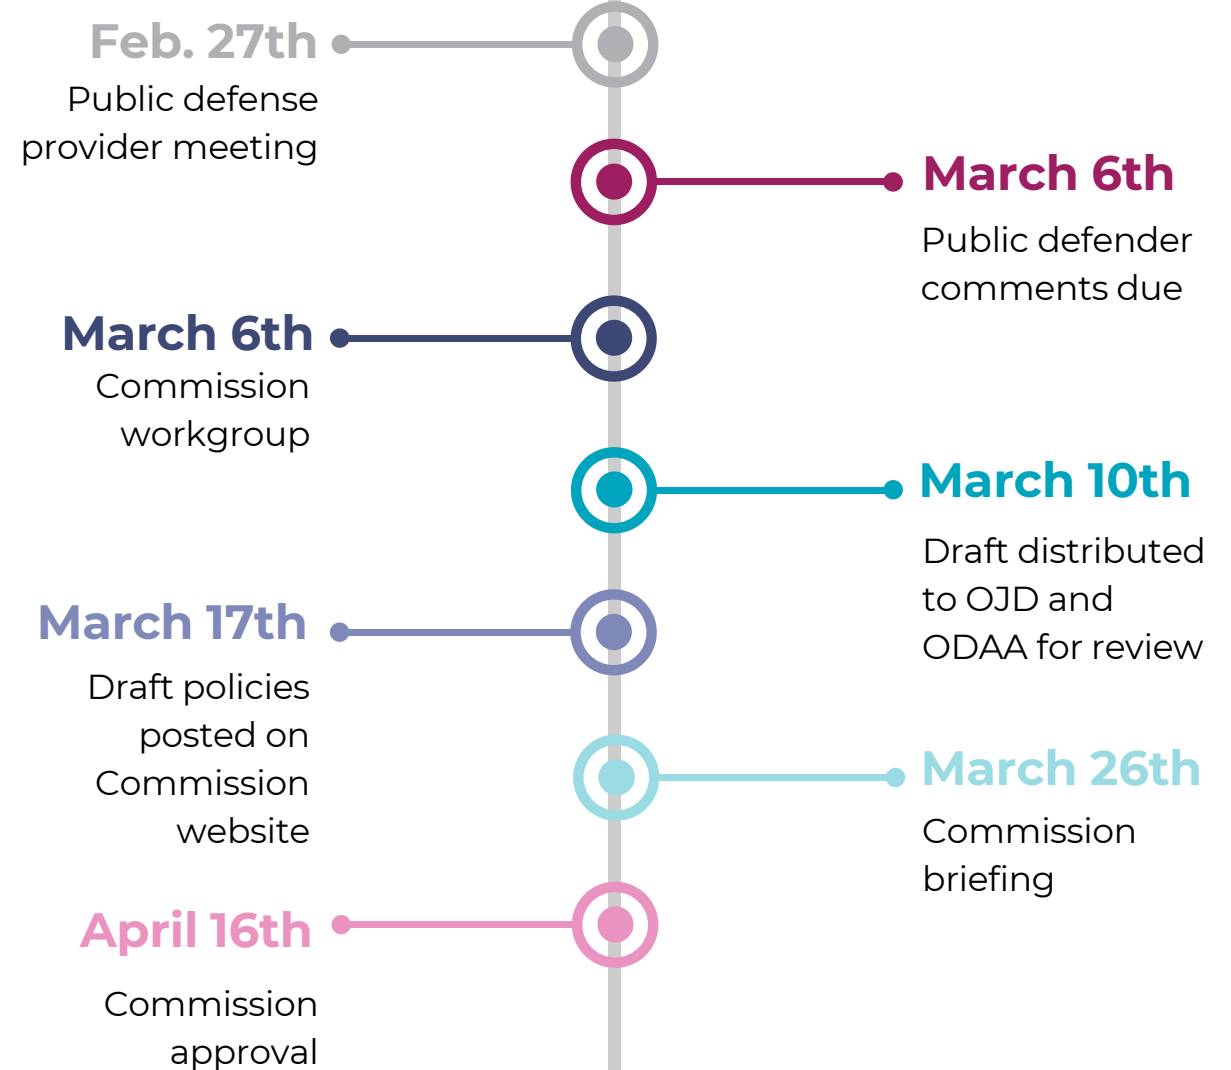 Feb. 27th
Public defense
provider meeting
March 6th
Public defender
comments due
March 6th
Commission
workgroup
March 10th
Draft distributed
to OJD and
ODAA for review
March 17th
Draft policies
posted on
Commission
website
March 26th
Commission
briefing
April 16th
Commission
approval